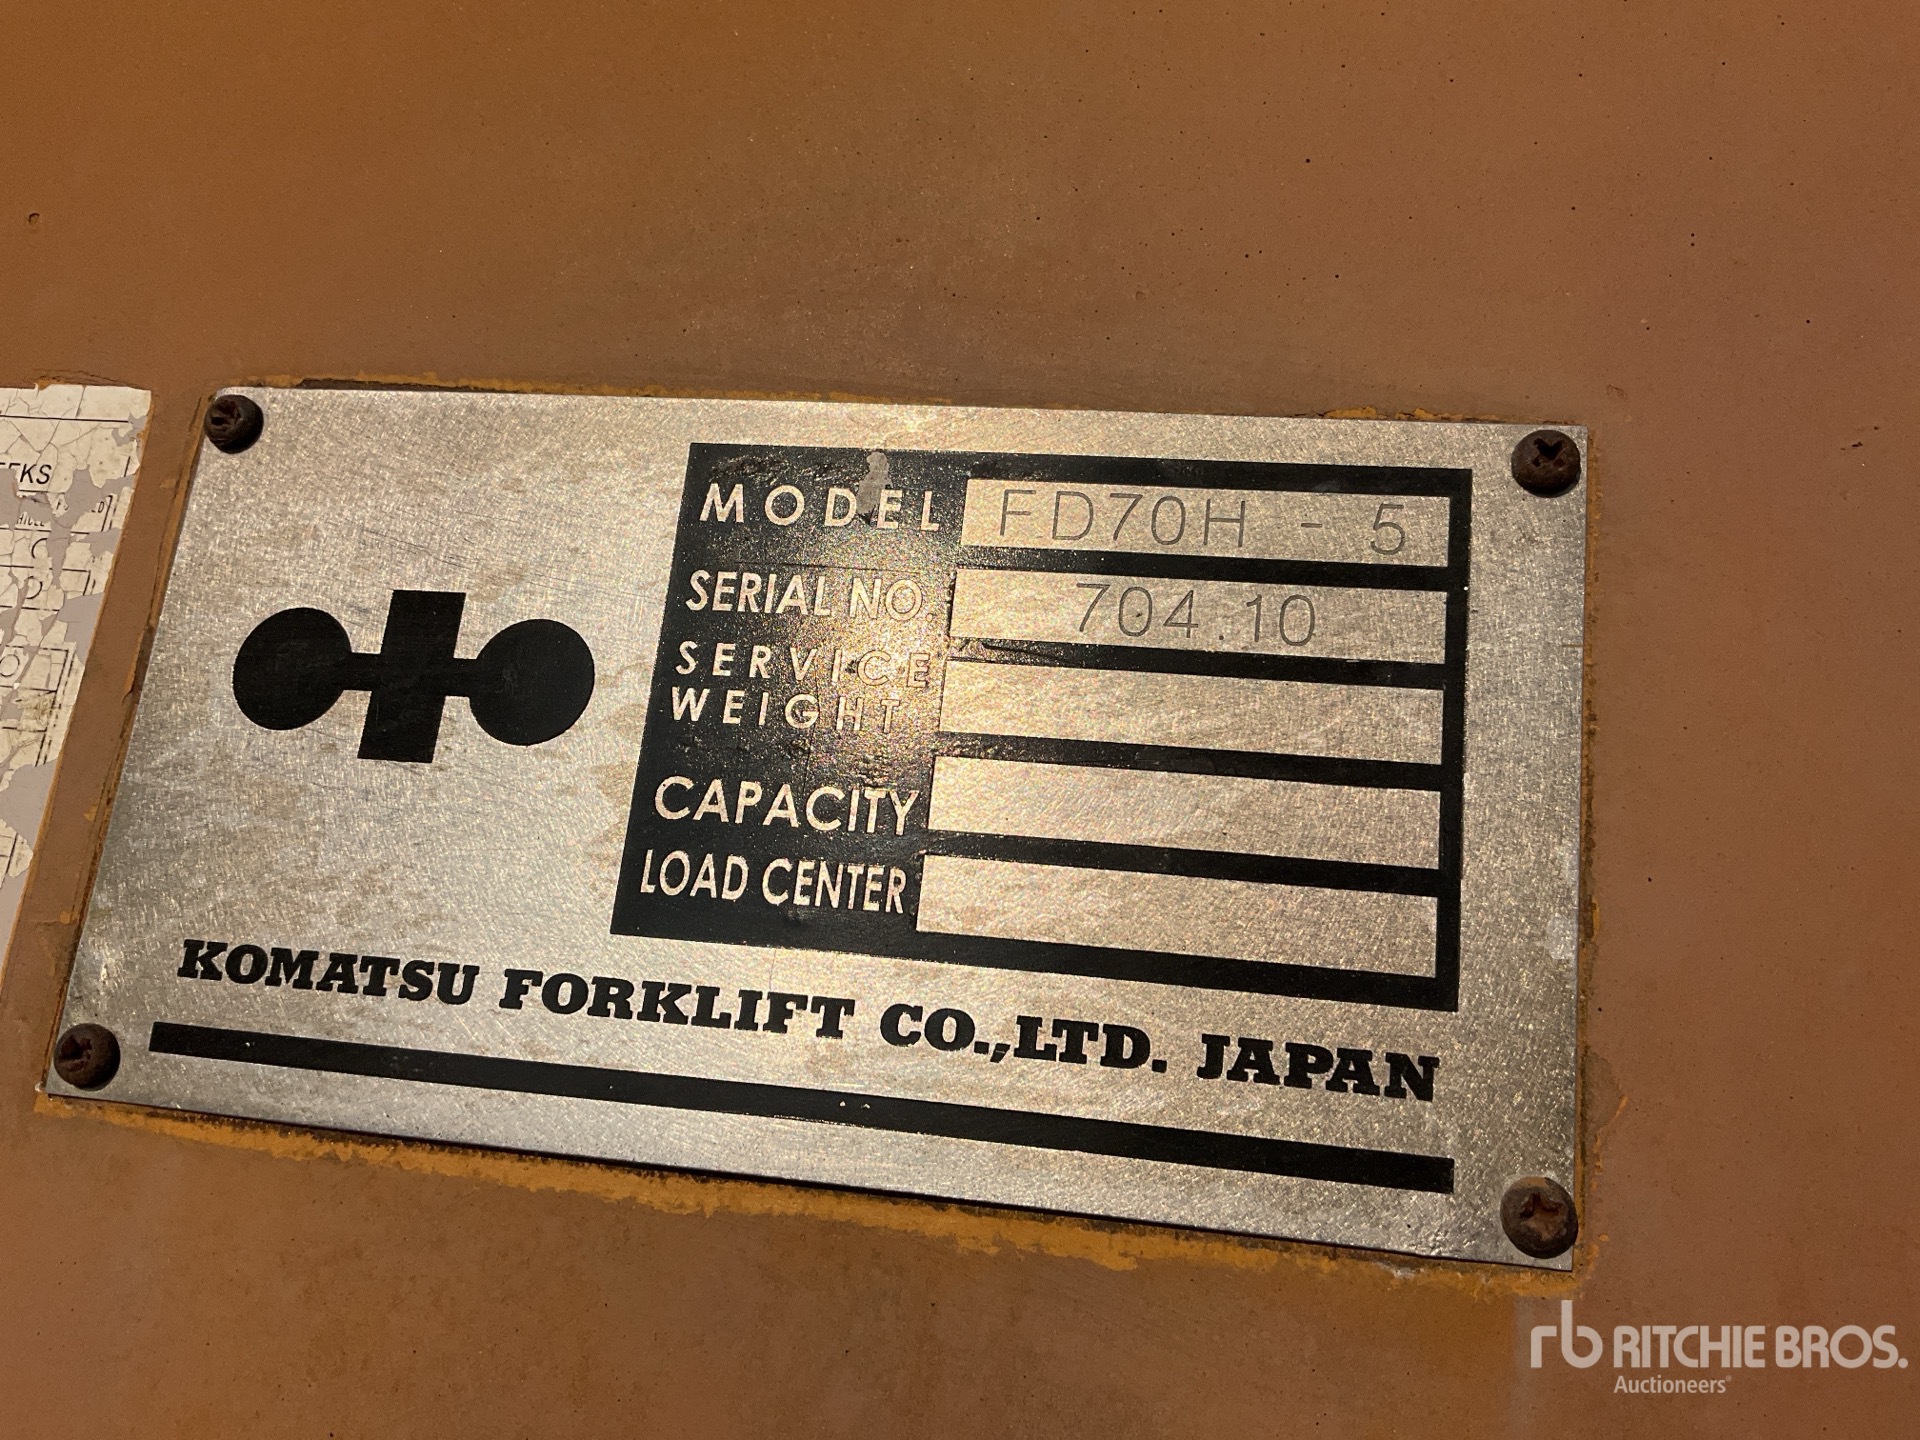 MODEL FD70H - 5
SERIAL NO. 704.10
SERVICE
WEIGHT
CAPACITY
LOAD CENTER
KOMATSU FORKLIFT CO.,LTD. JAPAN
rb RITCHIE BROS.
Auctioneers